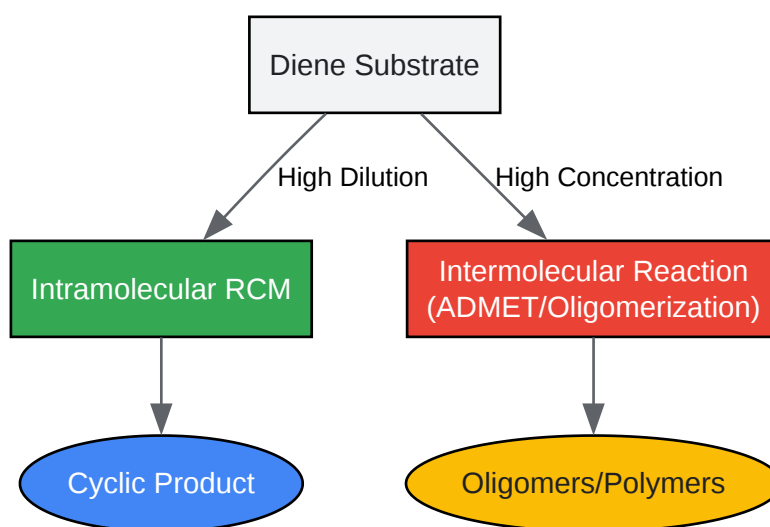 Diene Substrate
High Dilution
High Concentration
Intramolecular RCM
Intermolecular Reaction
(ADMET/Oligomerization)
Cyclic Product
Oligomers/Polymers